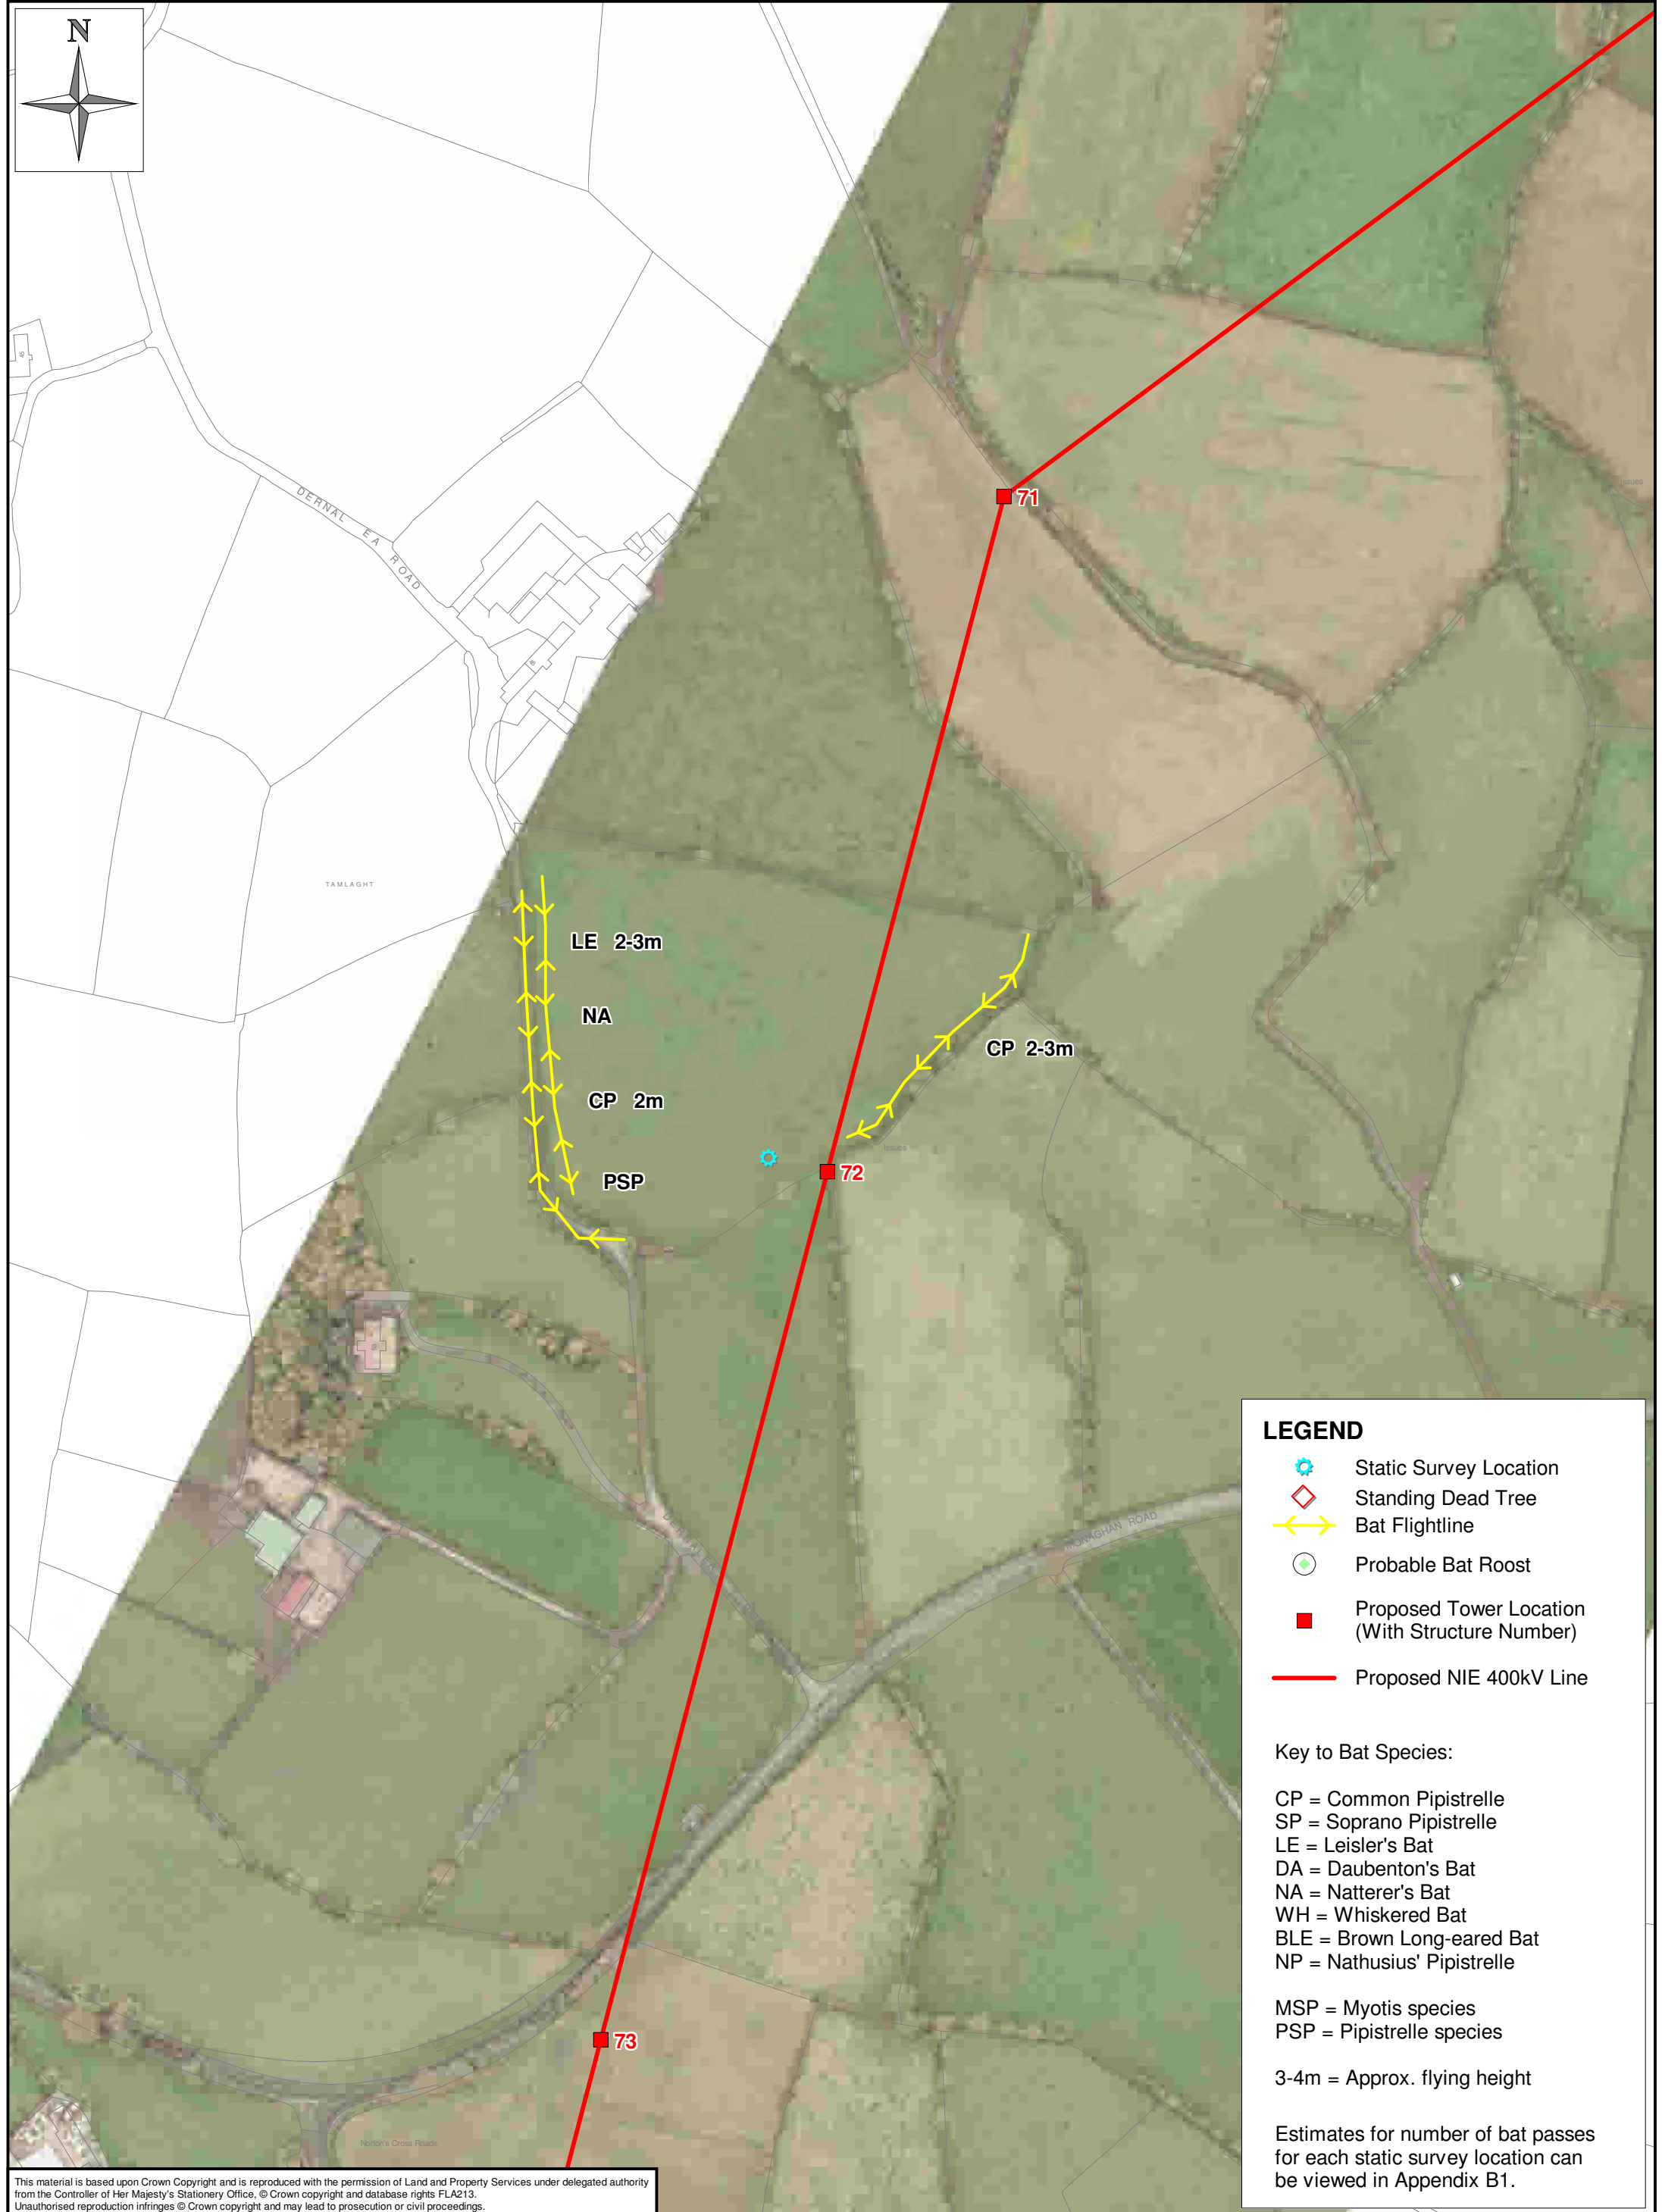 N
71
DERNAL EA ROAD
TAMLAGHT
LE 2-3m
NA
CP 2-3m
CP 2m
PSP
72
MONAGHAN ROAD
73
Norton's Cross Roads
LEGEND
Static Survey Location
Standing Dead Tree
Bat Flightline
Probable Bat Roost
Proposed Tower Location
(With Structure Number)
Proposed NIE 400kV Line
Key to Bat Species:
CP = Common Pipistrelle
SP = Soprano Pipistrelle
LE = Leisler's Bat
DA = Daubenton's Bat
NA = Natterer's Bat
WH = Whiskered Bat
BLE = Brown Long-eared Bat
NP = Nathusius' Pipistrelle
MSP = Myotis species
PSP = Pipistrelle species
3-4m = Approx. flying height
Estimates for number of bat passes
for each static survey location can
be viewed in Appendix B1.
This material is based upon Crown Copyright and is reproduced with the permission of Land and Property Services under delegated authority
from the Controller of Her Majesty's Stationery Office, © Crown copyright and database rights FLA213.
Unauthorised reproduction infringes © Crown copyright and may lead to prosecution or civil proceedings.